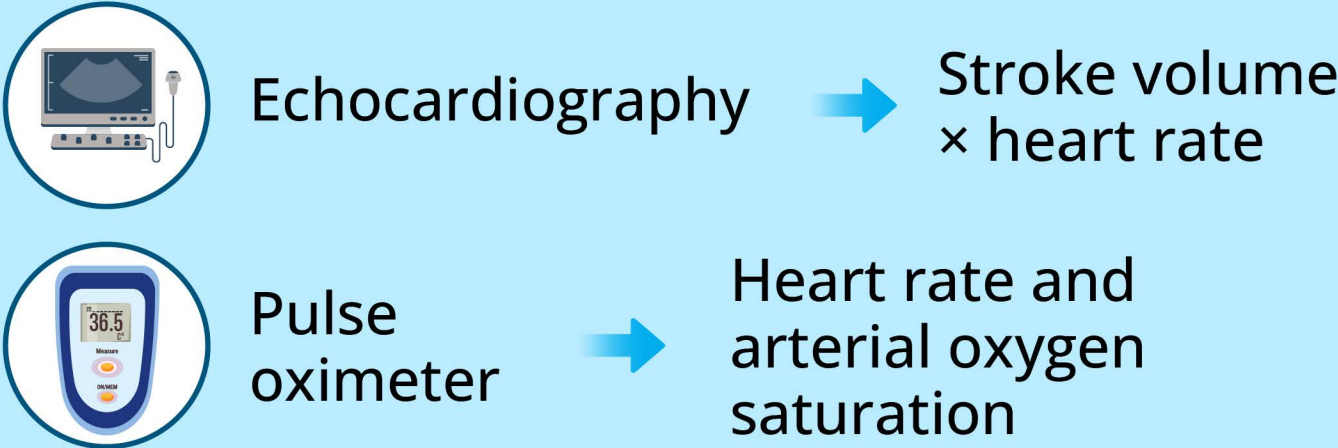 Echocardiography
Stroke volume
× heart rate
36.5
C°
Measure
ON/MEM
Pulse
oximeter
Heart rate and
arterial oxygen
saturation